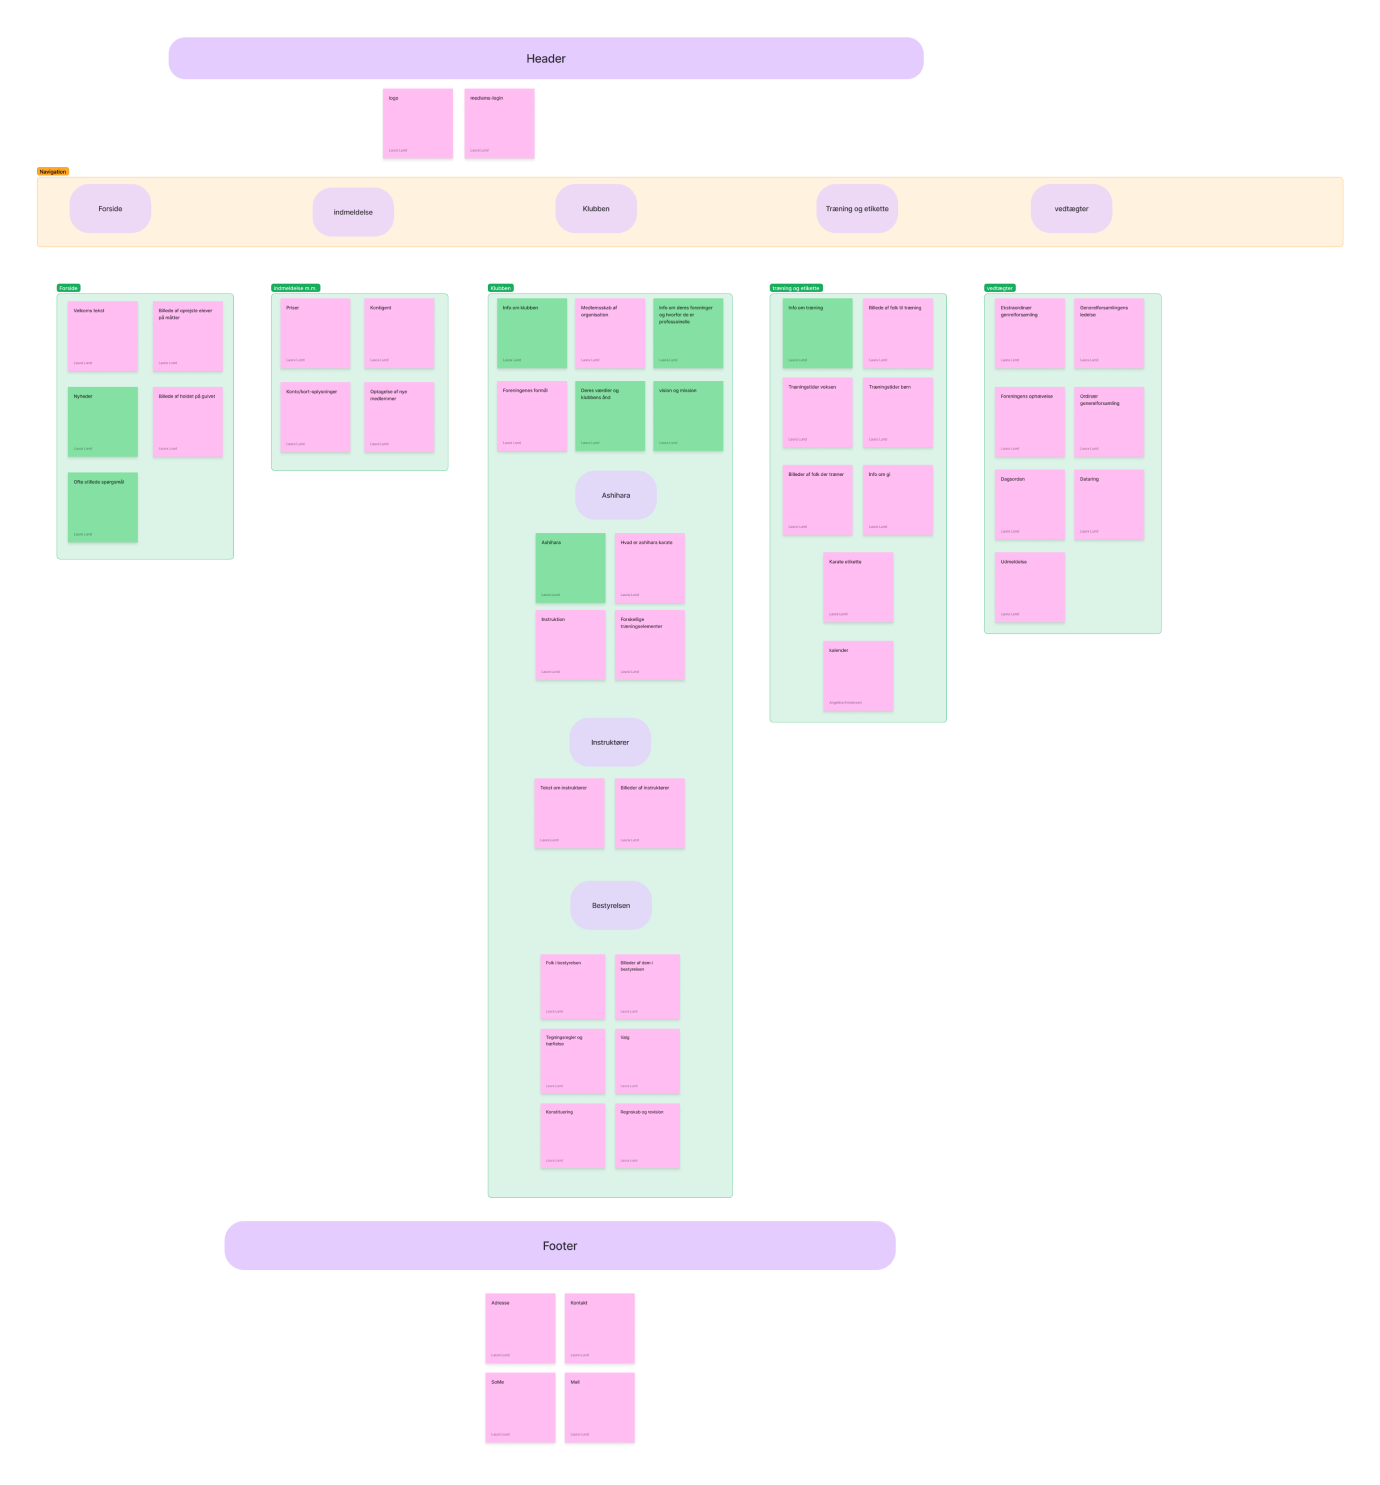 Header
logo
medlems-login
Laura Lund
Laura Lund
Navigation
Forside
indmeldelse
Klubben
Træning og etikette
vedtægter
Forside
Velkoms tekst
Billede af oprejste elever
på måtter
Laura Lund
Laura Lund
Nyheder
Billede af holdet på gulvet
Laura Lund
Laura Lund
Ofte stillede spørgsmål
Laura Lund
indmeldelse m.m.
Priser
Kontigent
Laura Lund
Laura Lund
Konto/kort-oplysninger
Optagelse af nye
medlemmer
Laura Lund
Laura Lund
Klubben
Info om klubben
Medlemsskab af
organisation
Info om deres foreninger
og hvorfor de er
professionelle
Laura Lund
Laura Lund
Laura Lund
Foreningenes formål
Deres værdier og
klubbens ånd
vision og mission
Laura Lund
Laura Lund
Laura Lund
Ashihara
Ashihara
Hvad er ashihara karate
Laura Lund
Laura Lund
Instruktion
Forskellige
træningselementer
Laura Lund
Laura Lund
Instruktører
Tekst om instruktører
Billeder af instruktører
Laura Lund
Laura Lund
Bestyrelsen
Folk i bestyrelsen
Billeder af dem i
bestyrelsen
Laura Lund
Laura Lund
Tegningsregler og
hæftelse
Valg
Laura Lund
Laura Lund
Konstituering
Regnskab og revision
Laura Lund
Laura Lund
træning og etikette
Info om træning
Billede af folk til træning
Laura Lund
Laura Lund
Træningstider voksen
Træningstider børn
Laura Lund
Laura Lund
Billeder af folk der træner
Info om gi
Laura Lund
Laura Lund
Karate etikette
Laura Lund
kalender
vedtægter
Ekstraordinær
genrelforsamling
Generelforsamlingens
ledelse
Laura Lund
Laura Lund
Foreningens opløvelse
Ordinær
generelforsamling
Laura Lund
Laura Lund
Dagsorden
Datering
Laura Lund
Laura Lund
Udmeldelse
Laura Lund
Footer
Adresse
Kontakt
Laura Lund
Laura Lund
SoMe
Mail
Laura Lund
Laura Lund